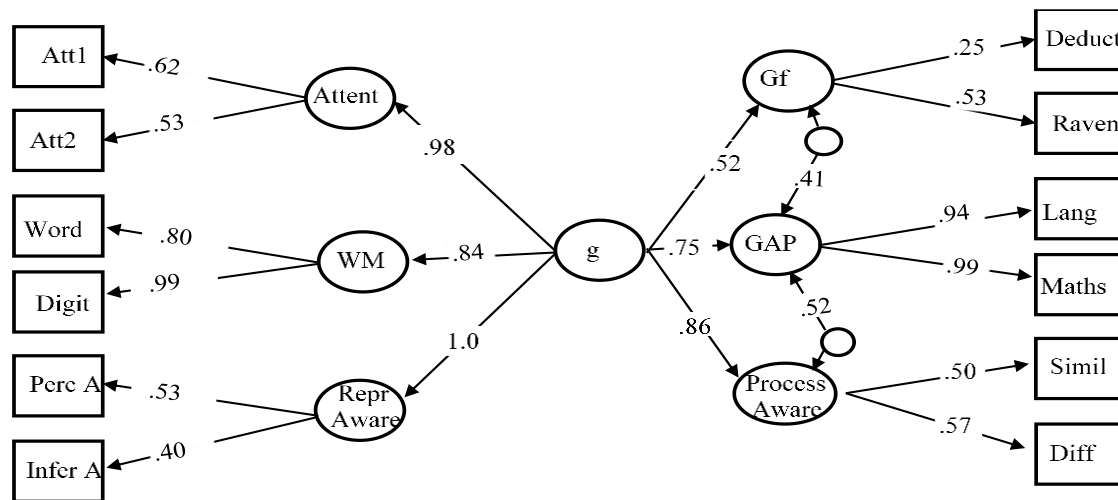 Att1
.62
Attent
Att2
.53
.98
Word
.80
WM
.84
Digit
.99
1.0
Perc A
.53
Repr
Aware
Infer A
.40
g
.52
Gf
.25
Deduct
.53
Raven
.41
.75
GAP
.94
Lang
.99
Maths
.52
.86
Process
Aware
.50
Simil
.57
Diff